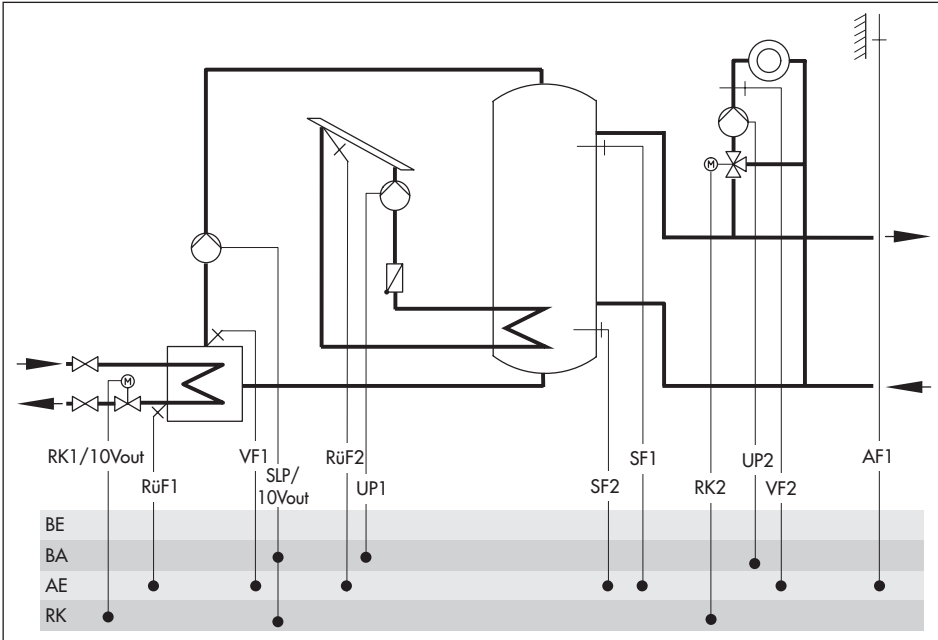 M
M
RK1/10Vout
RüF1
VF1
SLP/
10Vout
RüF2
UP1
SF2
SF1
RK2
UP2
VF2
AF1
BE
BA
AE
RK